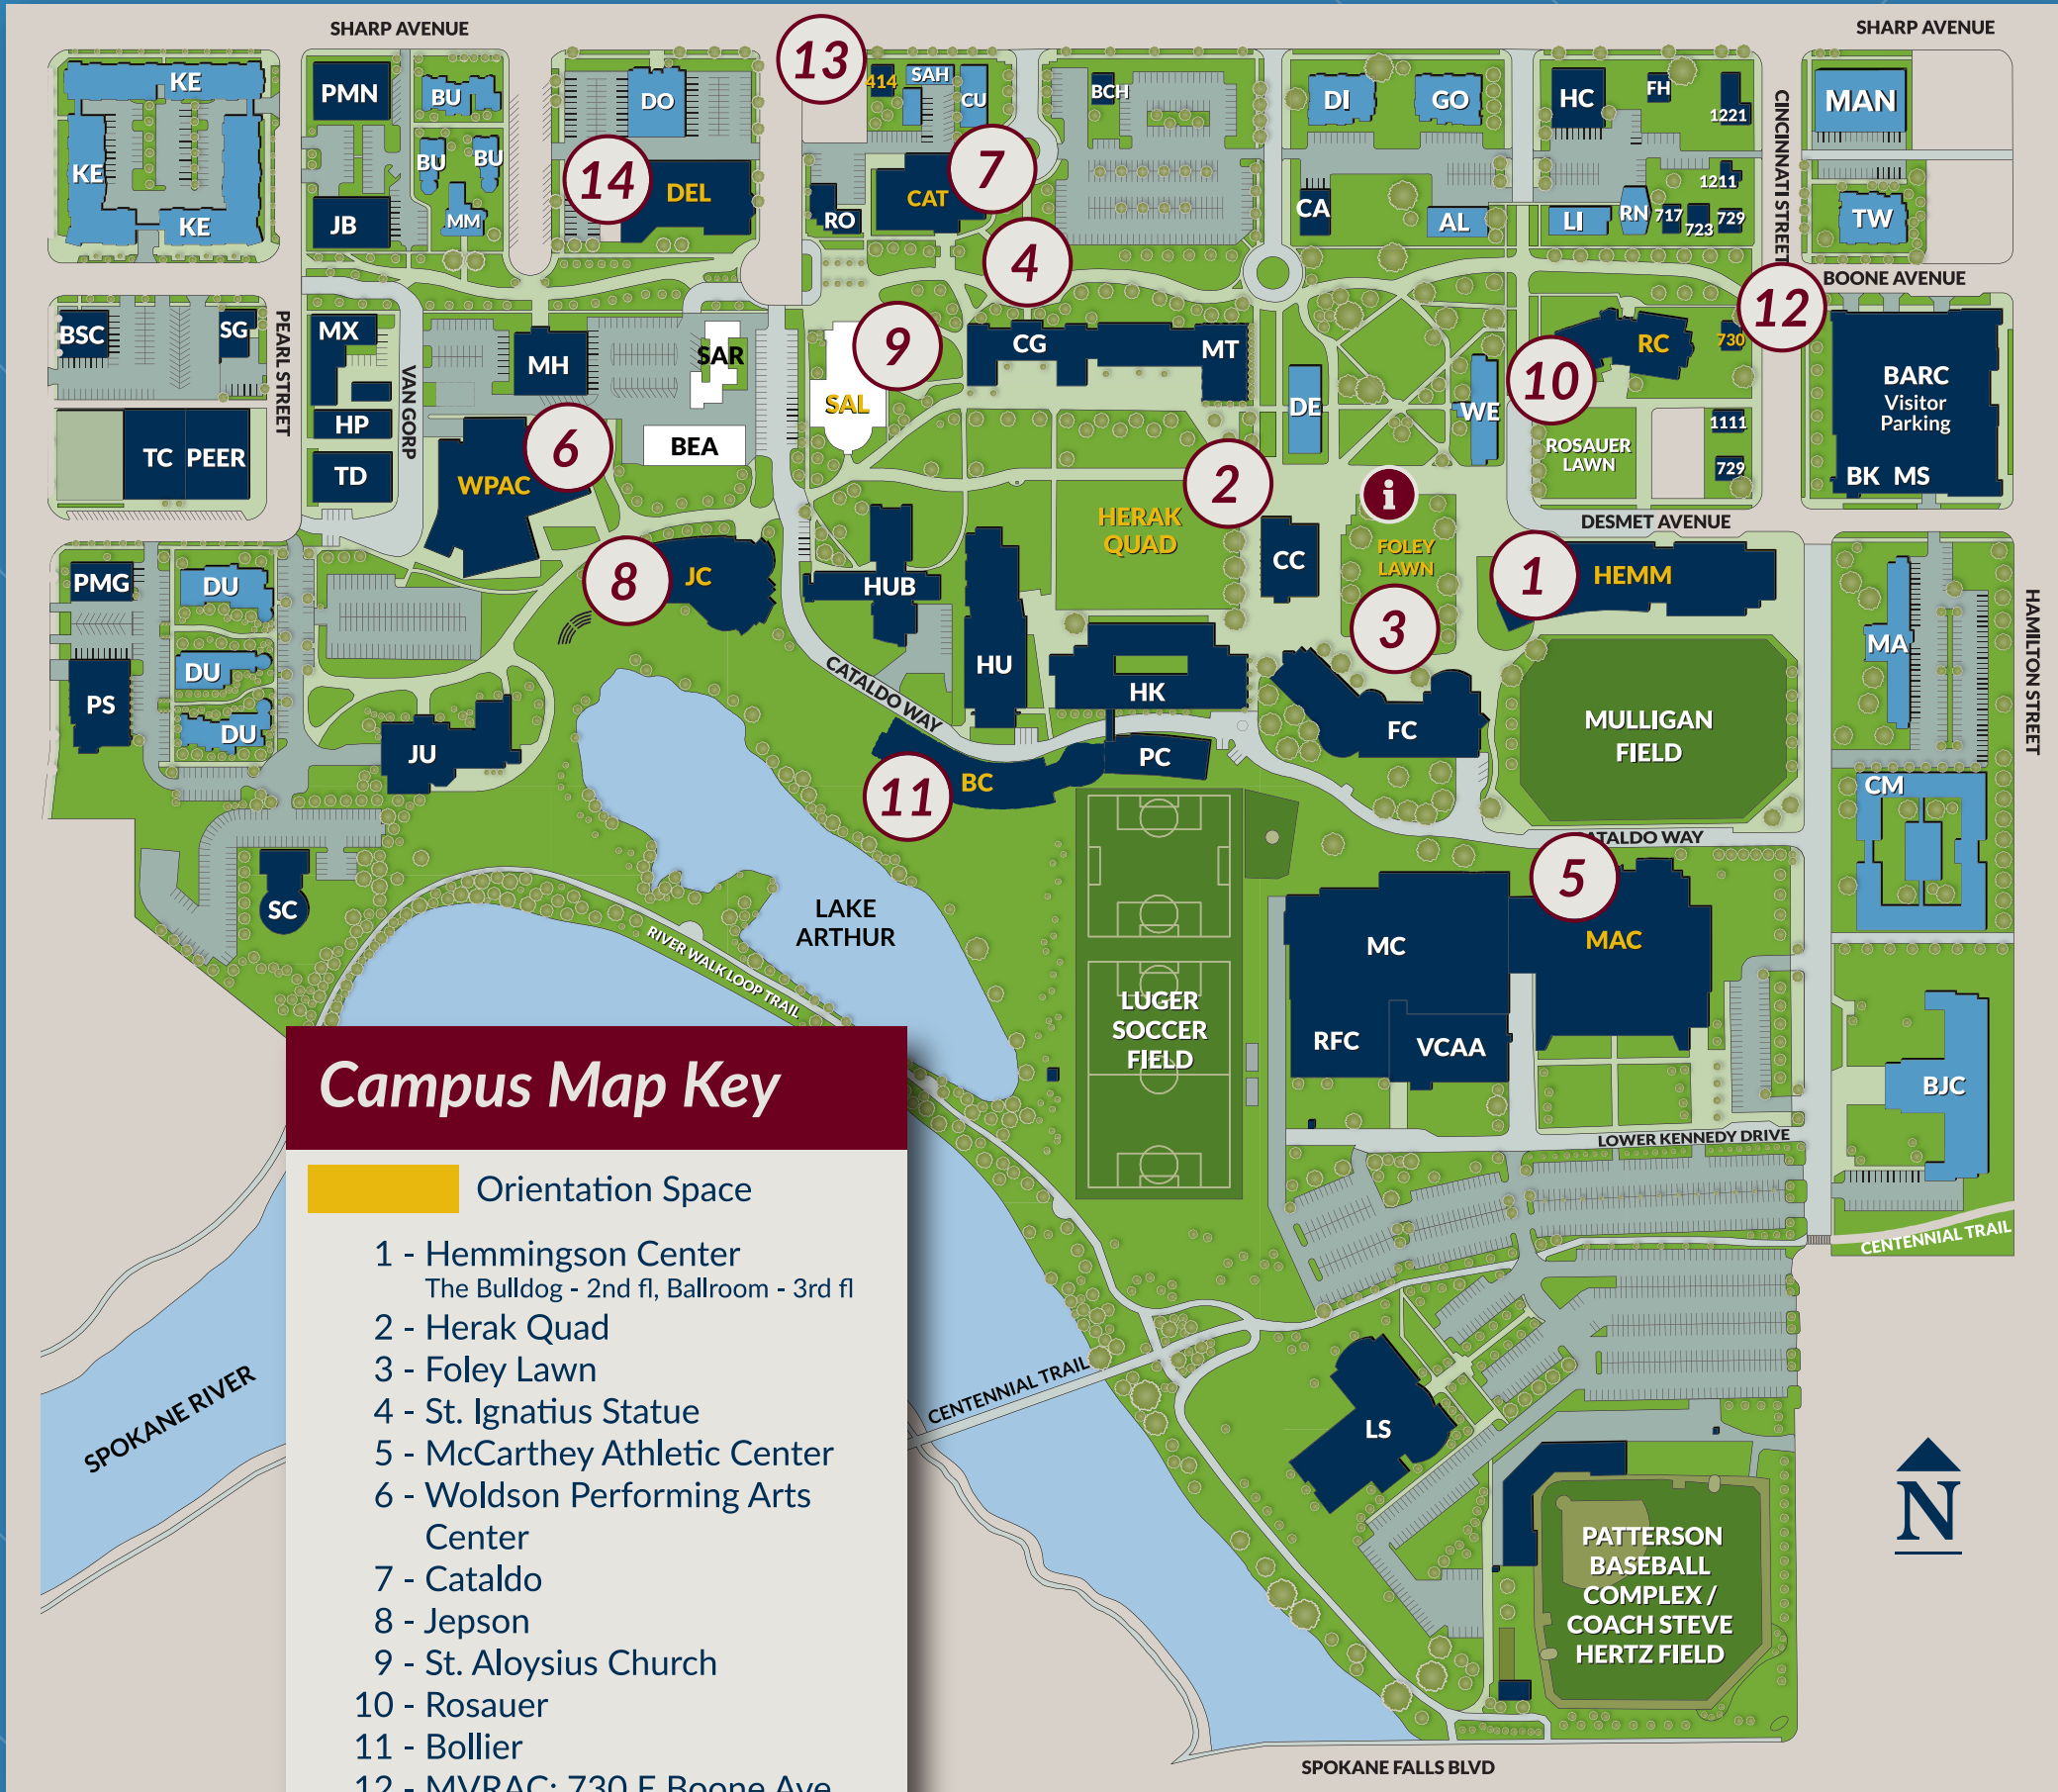 SHARP AVENUE
SHARP AVENUE
13
KE
PMN
BU
DO
414
SAH
CU
BCH
DI
GO
HC
FH
1221
MAN
CINCINNATI STREET
KE
BU
BU
14
DEL
7
CAT
1211
KE
JB
MM
RO
CA
AL
LI
RN
717
723
729
TW
4
BOONE AVENUE
12
BSC
SG
PEARL STREET
MX
MH
SAR
9
CG
MT
RC
730
10
VAN GORP
SAL
DE
WE
BARC
Visitor
Parking
TC
PEER
HP
TD
WPAC
6
BEA
ROSAUER
LAWN
1111
729
BK
MS
2
i
HERAK
QUAD
DESMET AVENUE
PMG
DU
8
JC
HUB
CC
FOLEY
LAWN
1
HEMM
HAMILTON STREET
3
MA
DU
HU
HK
CATALDO WAY
PS
DU
JU
FC
MULLIGAN
FIELD
PC
BC
11
CM
ATALDO WAY
5
SC
LAKE
ARTHUR
RIVER WALK LOOP TRAIL
MC
MAC
LUGER
SOCCER
FIELD
RFC
VCAA
BJC
LOWER KENNEDY DRIVE
CENTENNIAL TRAIL
CENTENNIAL TRAIL
SPOKANE RIVER
LS
N
PATTERSON
BASEBALL
COMPLEX /
COACH STEVE
HERTZ FIELD
SPOKANE FALLS BLVD
Campus Map Key
Orientation Space
1 - Hemmingson Center
The Bulldog - 2nd fl, Ballroom - 3rd fl
2 - Herak Quad
3 - Foley Lawn
4 - St. Ignatius Statue
5 - McCarthey Athletic Center
6 - Woldson Performing Arts
Center
7 - Cataldo
8 - Jepson
9 - St. Aloysius Church
10 - Rosauer
11 - Bollier
12 - MVRAC: 730 E Boone Ave